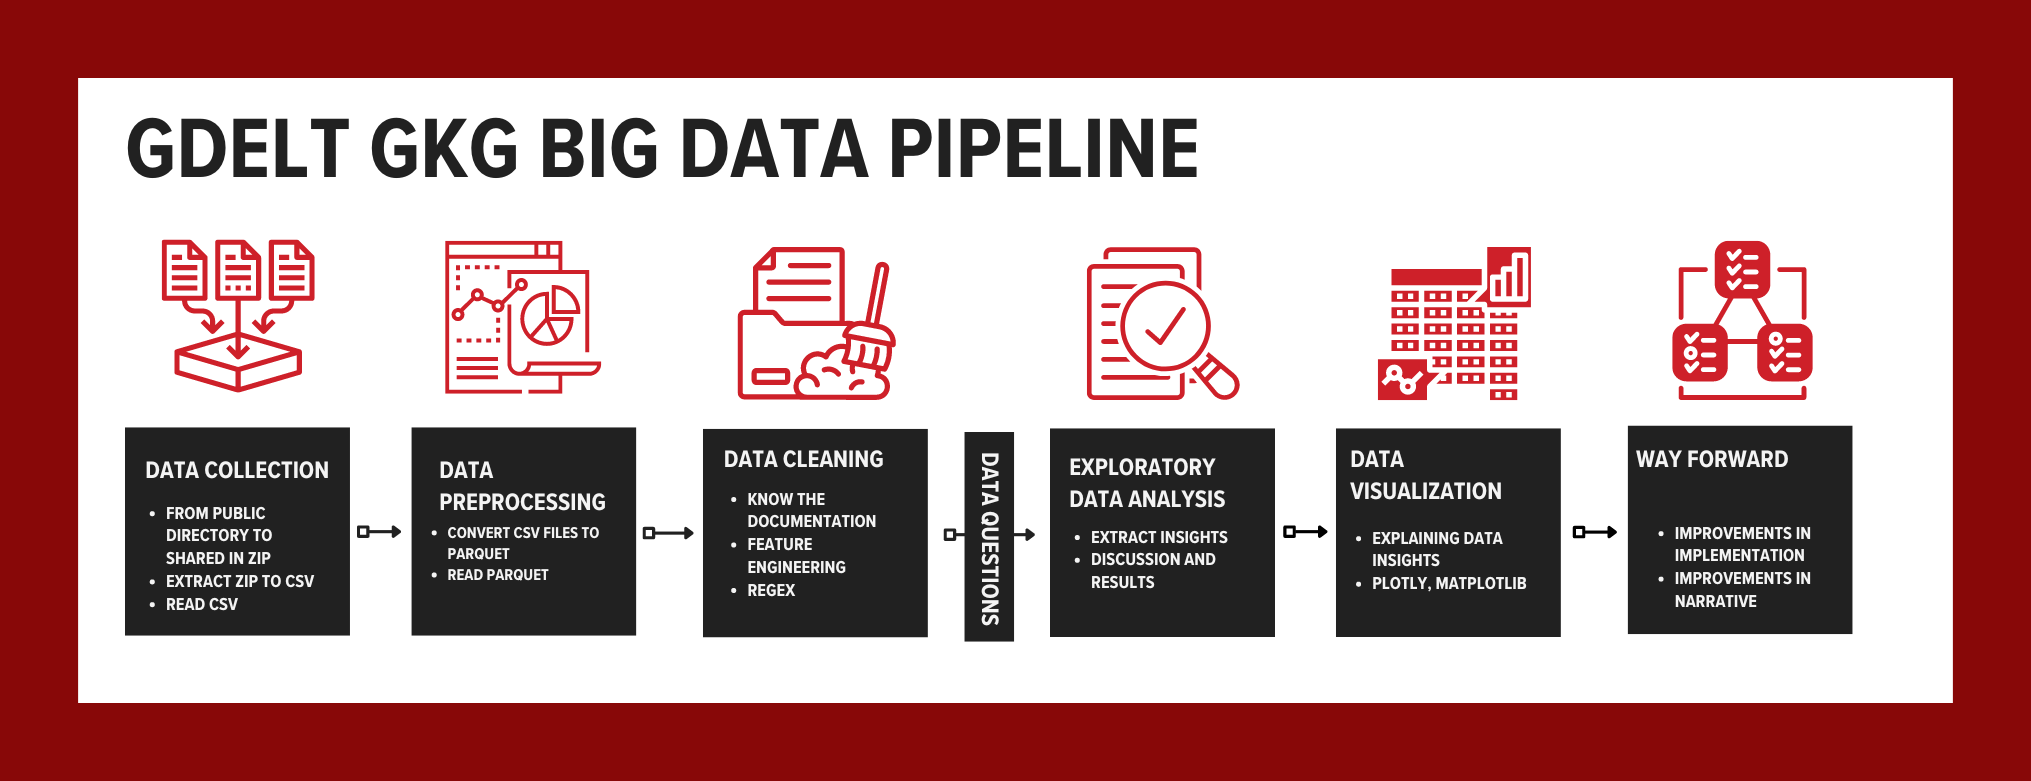 GDELT GKG BIG DATA PIPELINE
DATA COLLECTION
• FROM PUBLIC
DIRECTORY TO
SHARED IN ZIP
• EXTRACT ZIP TO CSV
• READ CSV
DATA
PREPROCESSING
• CONVERT CSV FILES TO
PARQUET
• READ PARQUET
DATA CLEANING
• KNOW THE
DOCUMENTATION
• FEATURE
ENGINEERING
• REGEX
DATA QUESTIONS
EXPLORATORY
DATA ANALYSIS
• EXTRACT INSIGHTS
• DISCUSSION AND
RESULTS
DATA
VISUALIZATION
• EXPLAINING DATA
INSIGHTS
• PLOTLY, MATPLOTLIB
WAY FORWARD
• IMPROVEMENTS IN
IMPLEMENTATION
• IMPROVEMENTS IN
NARRATIVE